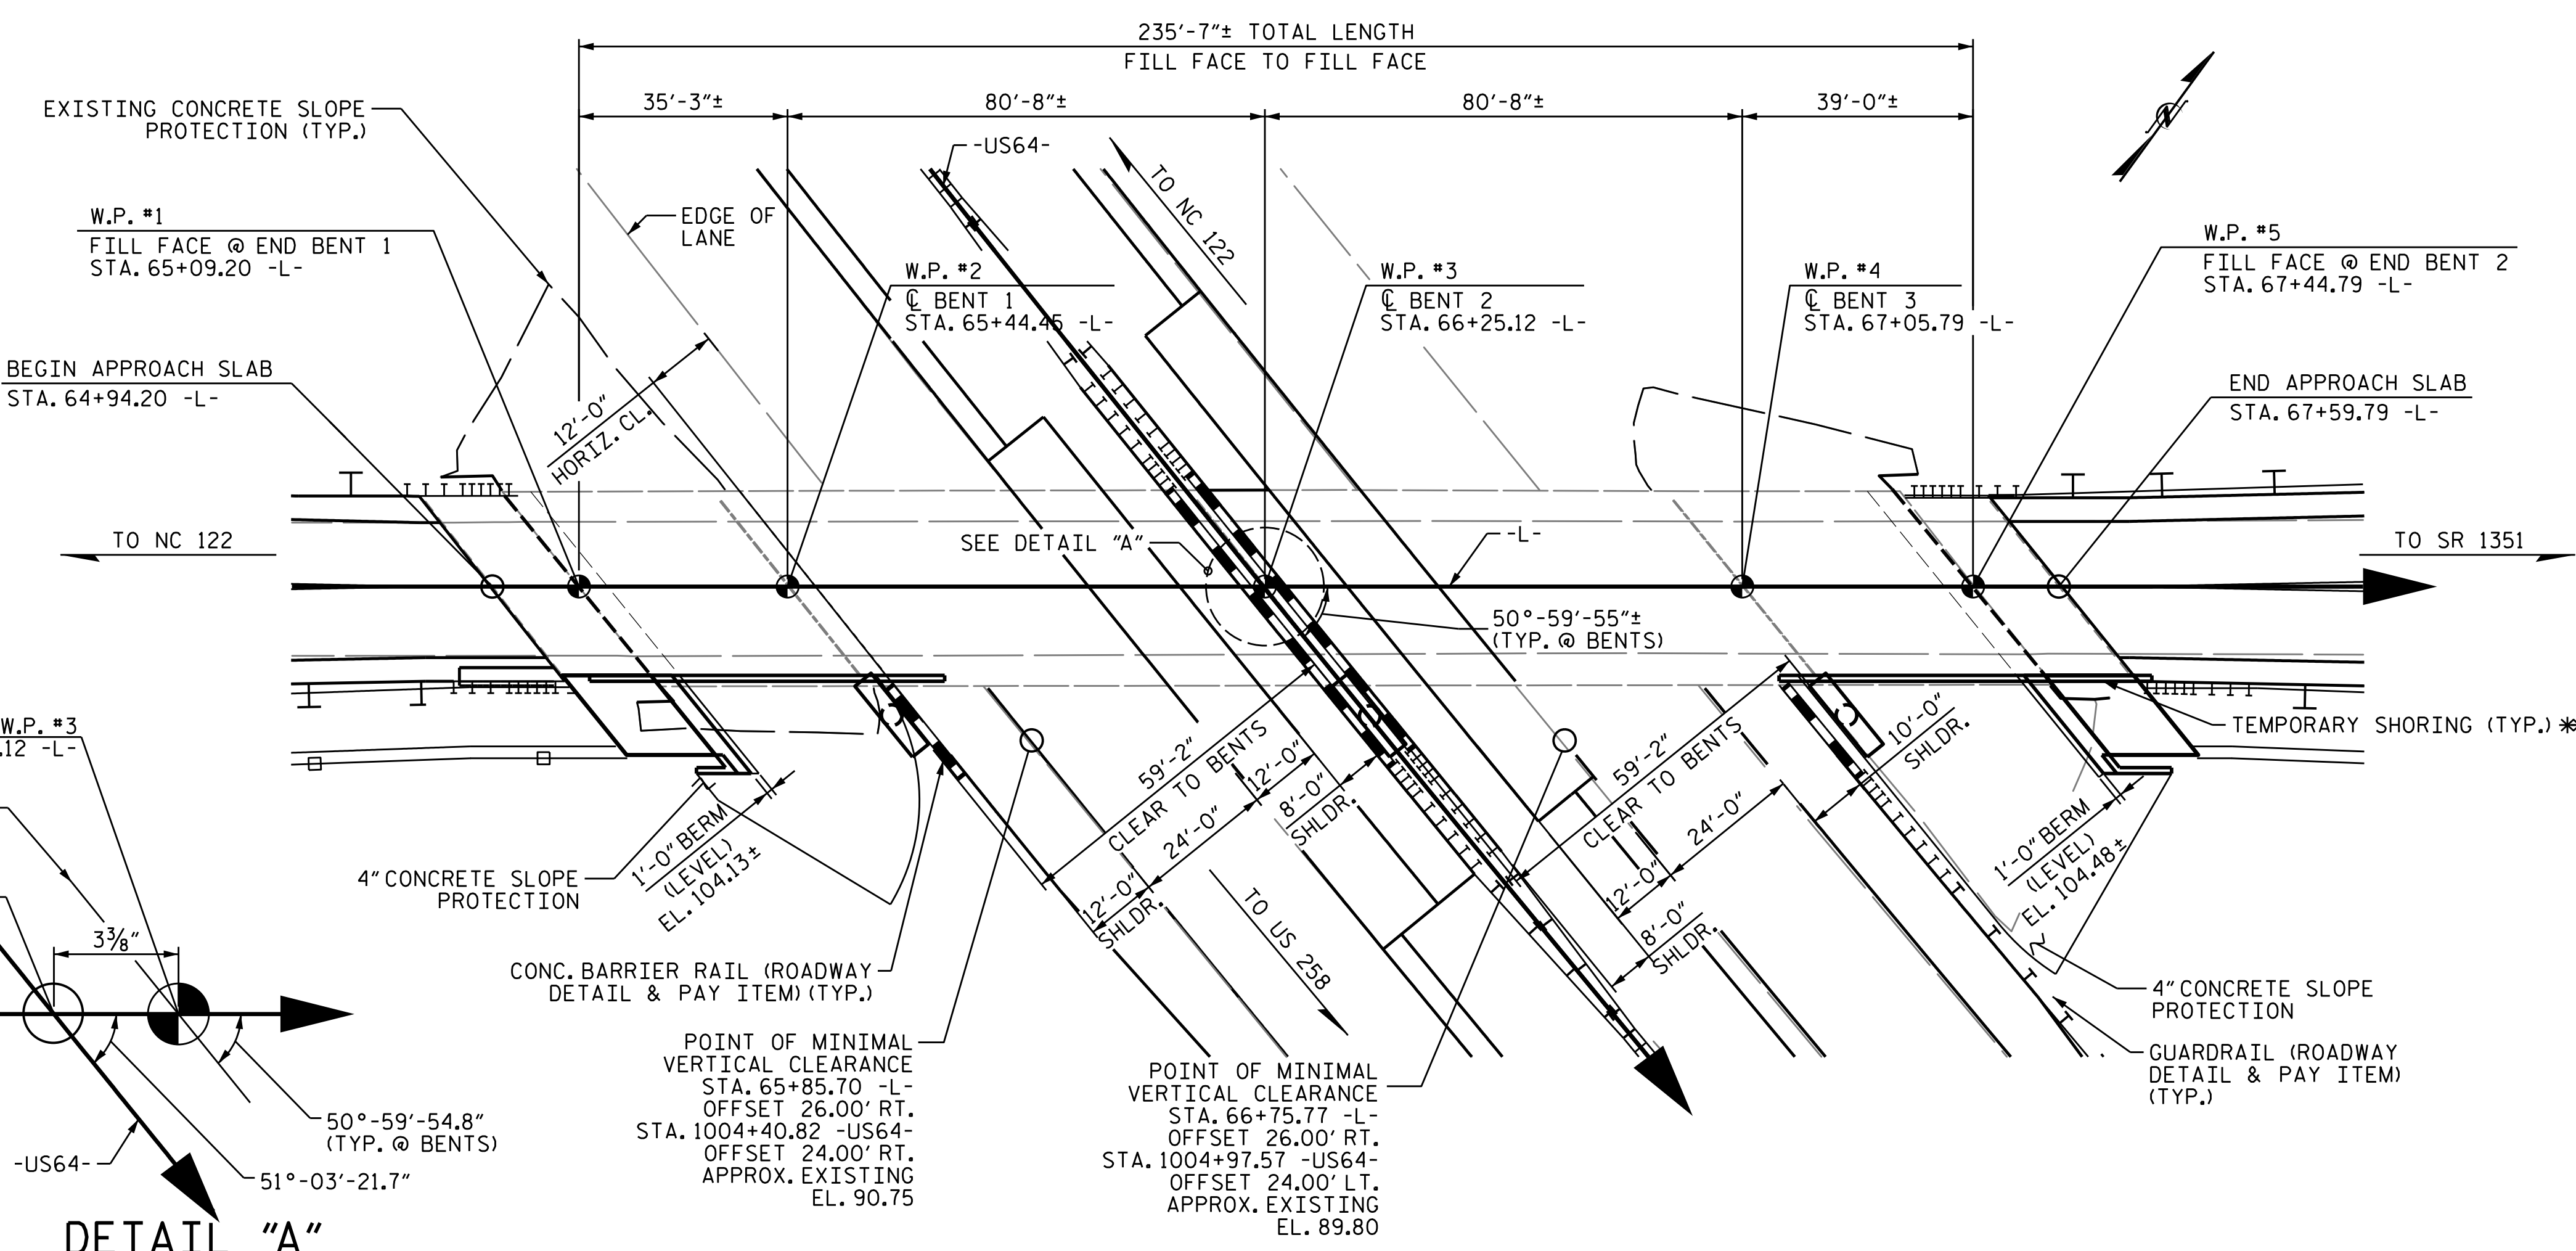 235'-7"± TOTAL LENGTH
FILL FACE TO FILL FACE
35'-3"±
80'-8"±
80'-8"±
39'-0"±
EXISTING CONCRETE SLOPE
PROTECTION (TYP.)
-US64-
TO NC 122
N
EDGE OF
LANE
W.P. #1
FILL FACE @ END BENT 1
STA. 65+09.20 -L-
W.P. #2
℄ BENT 1
STA. 65+44.45 -L-
W.P. #3
℄ BENT 2
STA. 66+25.12 -L-
W.P. #4
℄ BENT 3
STA. 67+05.79 -L-
W.P. #5
FILL FACE @ END BENT 2
STA. 67+44.79 -L-
BEGIN APPROACH SLAB
STA. 64+94.20 -L-
12'-0"
HORIZ. CL.
END APPROACH SLAB
STA. 67+59.79 -L-
TO NC 122
SEE DETAIL "A"
-L-
TO SR 1351
50°-59'-55"±
(TYP. @ BENTS)
TEMPORARY SHORING (TYP.) *
59'-2"
CLEAR TO BENTS
12'-0"
24'-0"
8'-0"
SHLDR.
12'-0"
SHLDR.
59'-2"
CLEAR TO BENTS
10'-0"
SHLDR.
24'-0"
12'-0"
8'-0"
SHLDR.
1'-0" BERM
(LEVEL)
EL. 104.13±
1'-0" BERM
(LEVEL)
EL. 104.48±
4" CONCRETE SLOPE
PROTECTION
TO US 258
CONC. BARRIER RAIL (ROADWAY
DETAIL & PAY ITEM) (TYP.)
4" CONCRETE SLOPE
PROTECTION
GUARDRAIL (ROADWAY
DETAIL & PAY ITEM)
(TYP.)
POINT OF MINIMAL
VERTICAL CLEARANCE
STA. 65+85.70 -L-
OFFSET 26.00' RT.
STA. 1004+40.82 -US64-
OFFSET 24.00' RT.
APPROX. EXISTING
EL. 90.75
POINT OF MINIMAL
VERTICAL CLEARANCE
STA. 66+75.77 -L-
OFFSET 26.00' RT.
STA. 1004+97.57 -US64-
OFFSET 24.00' LT.
APPROX. EXISTING
EL. 89.80
W.P. #3
.12 -L-
3⅜"
50°-59'-54.8"
(TYP. @ BENTS)
-US64-
51°-03'-21.7"
DETAIL "A"